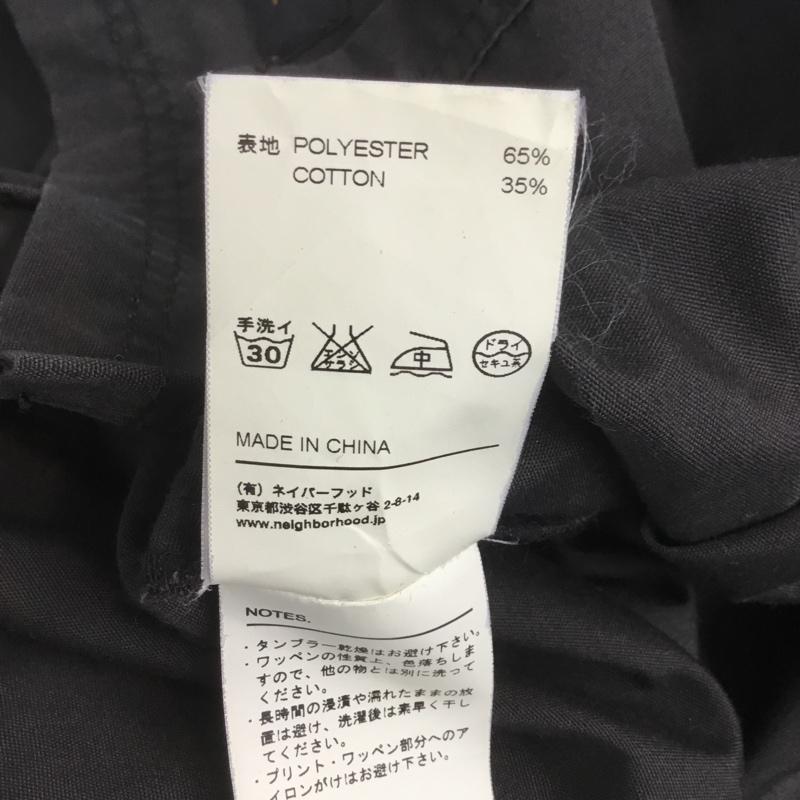 表地 POLYESTER 65%
COTTON 35%
手洗イ
30
エンソ
サラシ
中
ドライ
セキユ系
MADE IN CHINA
(有) ネイバーフッド
東京都渋谷区千駄ヶ谷 2-8-14
www.neighborhood.jp
NOTES.
・タンブラー乾燥はお避け下さい。
・ワッペンの性質上、色落ちしま
すので、他の物とは別に洗って
ください。
・長時間の浸漬や濡れたままの放
置は避け、洗濯後は素早く干し
てください。
・プリント・ワッペン部分へのア
イロンがけはお避け下さい。